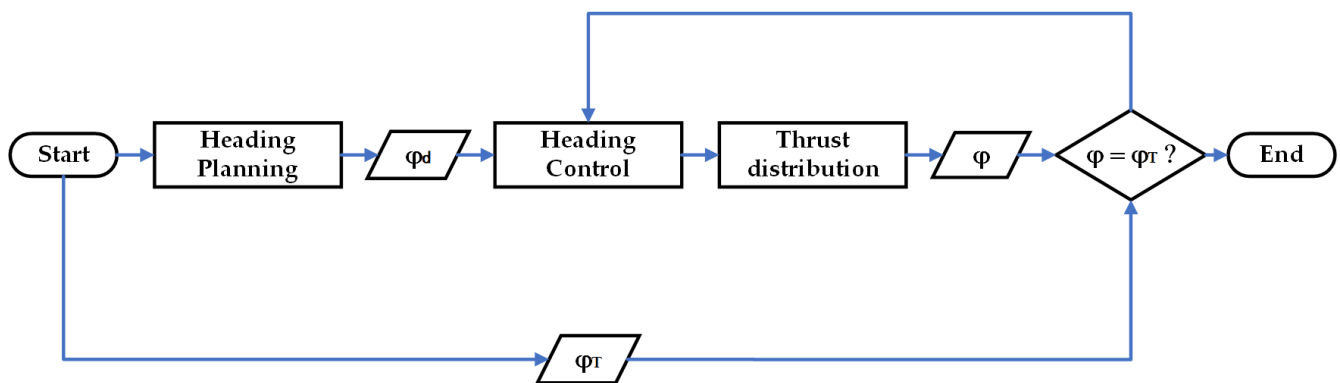 Start
Heading
Planning
φd
Heading
Control
Thrust
distribution
φ
φ = φT ?
End
φT